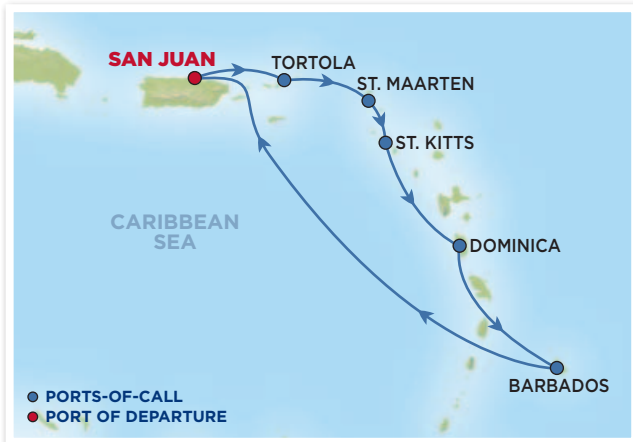 SAN JUAN
TORTOLA
ST. MAARTEN
ST. KITTS
CARIBBEAN
SEA
DOMINICA
BARBADOS
PORTS-OF-CALL
PORT OF DEPARTURE